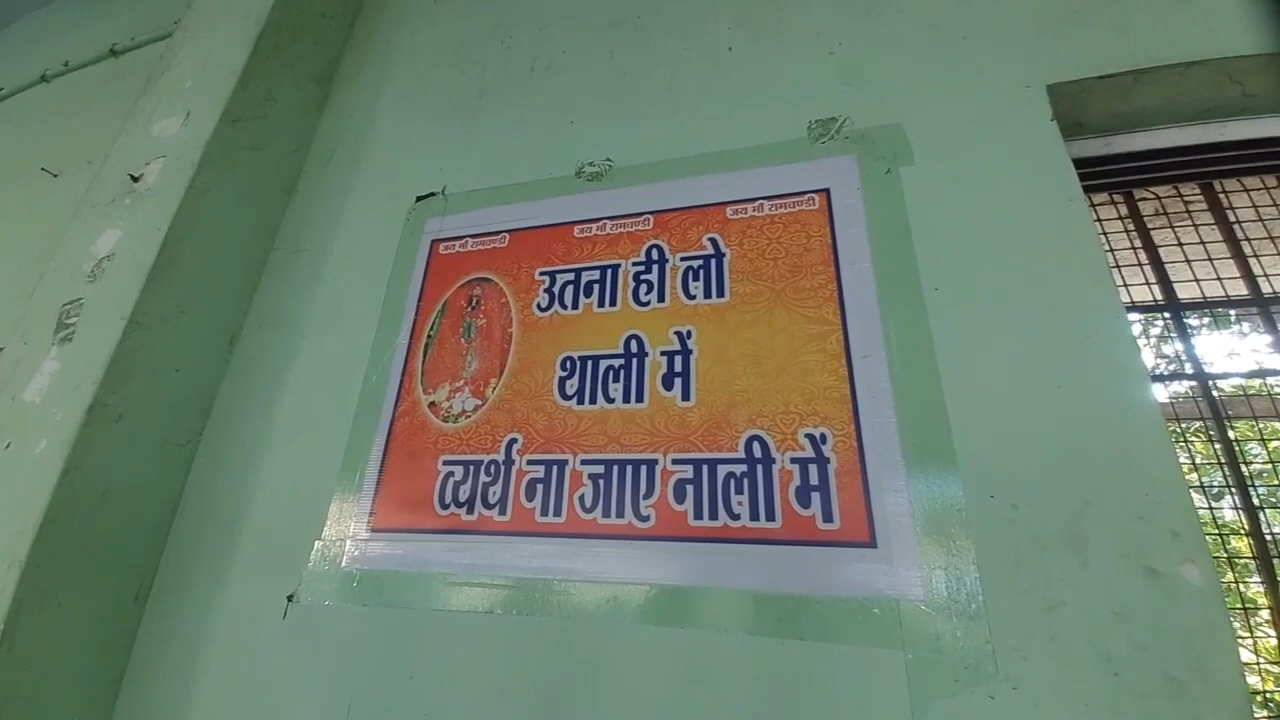 जय माँ रामचण्डी जय माँ रामचण्डी जय माँ रामचण्डी
उतना ही लो
थाली में
व्यर्थ ना जाए नाली में